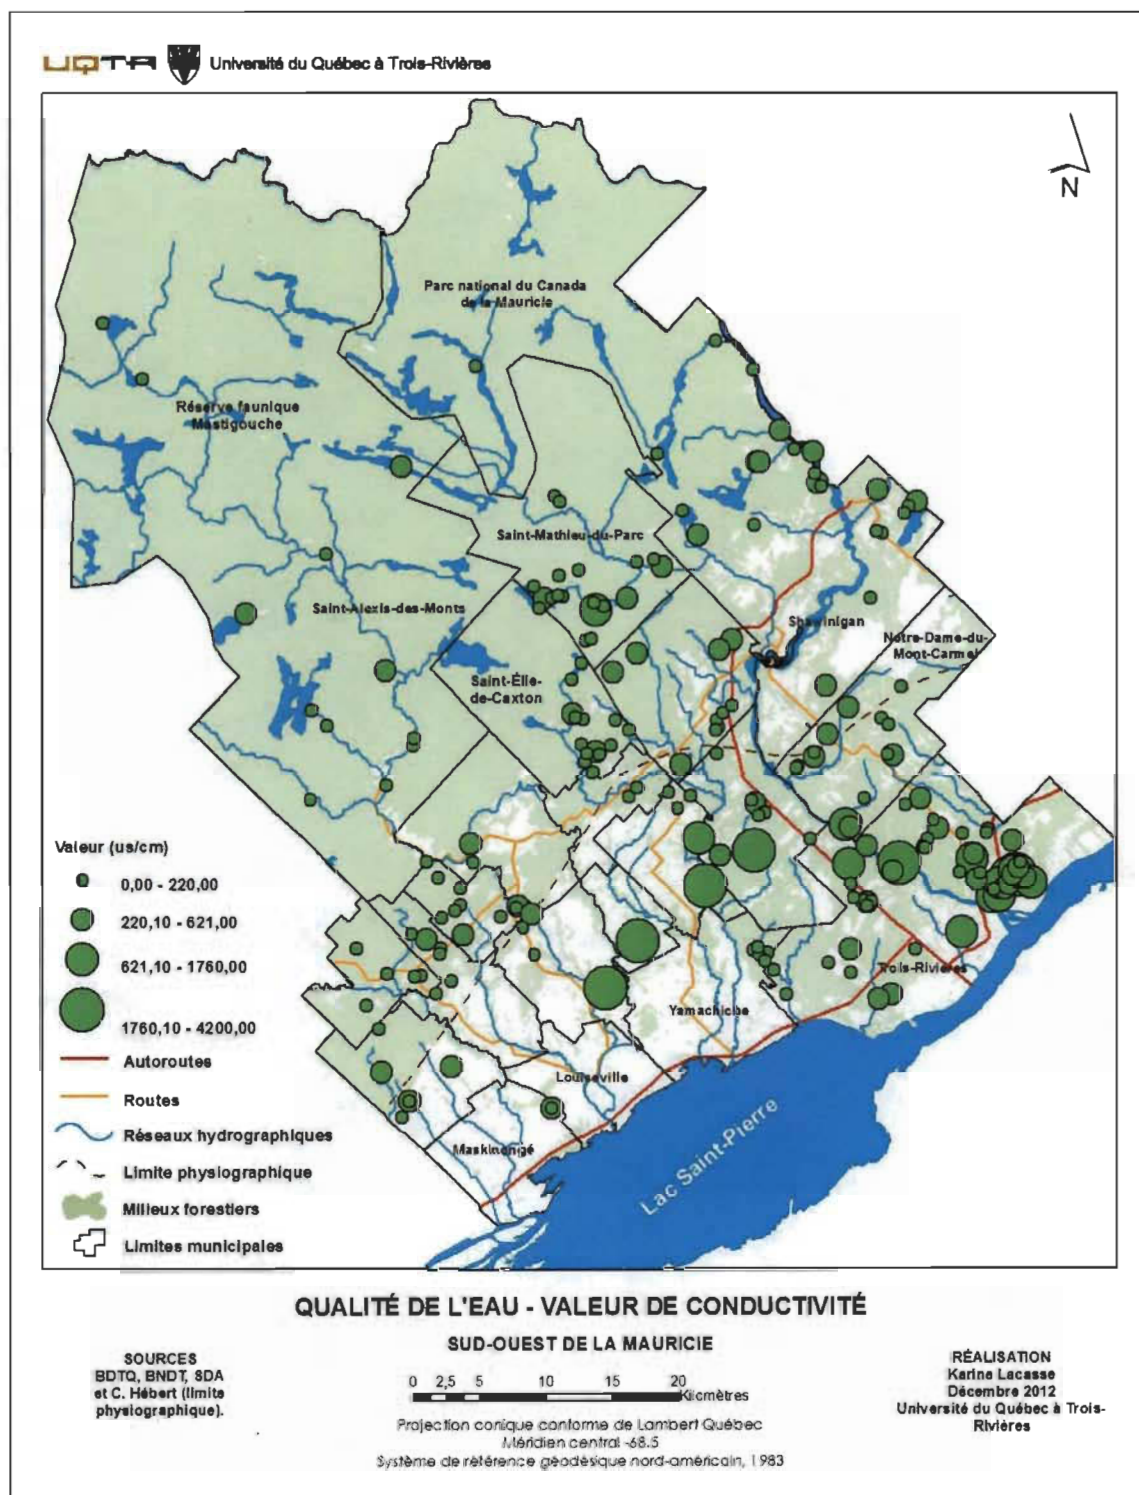 UQTR Université du Québec à Trois-Rivières
N
Parc national du Canada
de la Mauricie
Réserve faunique
Mastigouche
Saint-Mathieu-du-Parc
Saint-Alexis-des-Monts
Shawinigan
Notre-Dame-du-
Mont-Carmel
Saint-Élie-
de-Caxton
Trois-Rivières
Yamachiche
Louiseville
Maskinongé
Lac Saint-Pierre
Valeur (us/cm)
0,00 - 220,00
220,10 - 621,00
621,10 - 1760,00
1760,10 - 4200,00
Autoroutes
Routes
Réseaux hydrographiques
Limite physiographique
Milieux forestiers
Limites municipales
QUALITÉ DE L'EAU - VALEUR DE CONDUCTIVITÉ
SUD-OUEST DE LA MAURICIE
SOURCES
BDTQ, BNDT, SDA
et C. Hébert (limite
physiographique).
0 2,5 5 10 15 20
Kilomètres
Projection conique conforme de Lambert Québec
Méridien central -68.5
Système de référence géodésique nord-américain, 1983
RÉALISATION
Karine Lacasse
Décembre 2012
Université du Québec à Trois-
Rivières